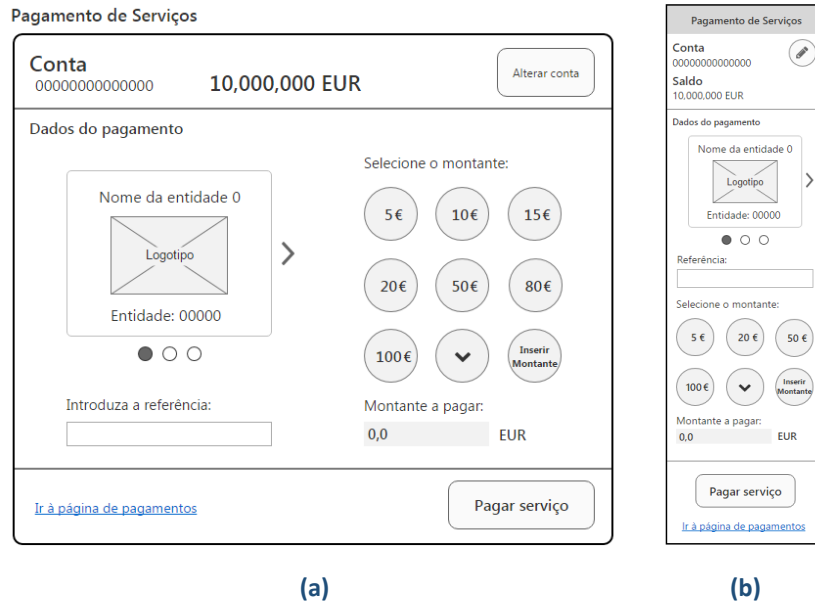 Pagamento de Serviços
Conta
00000000000000 10,000,000 EUR
Alterar conta
Dados do pagamento
Nome da entidade 0
Logotipo
Entidade: 00000
Introduza a referência:
Selecione o montante:
5€ 10€ 15€
20€ 50€ 80€
100€ Inserir
Montante
Montante a pagar:
0,0 EUR
Ir à página de pagamentos
Pagar serviço
(a)
Pagamento de Serviços
Conta
00000000000000
Saldo
10,000,000 EUR
Dados do pagamento
Nome da entidade 0
Logotipo
Entidade: 00000
Referência:
Selecione o montante:
5 € 20 € 50 €
100 € Inserir
Montante
Montante a pagar:
0,0 EUR
Pagar serviço
Ir à página de pagamentos
(b)